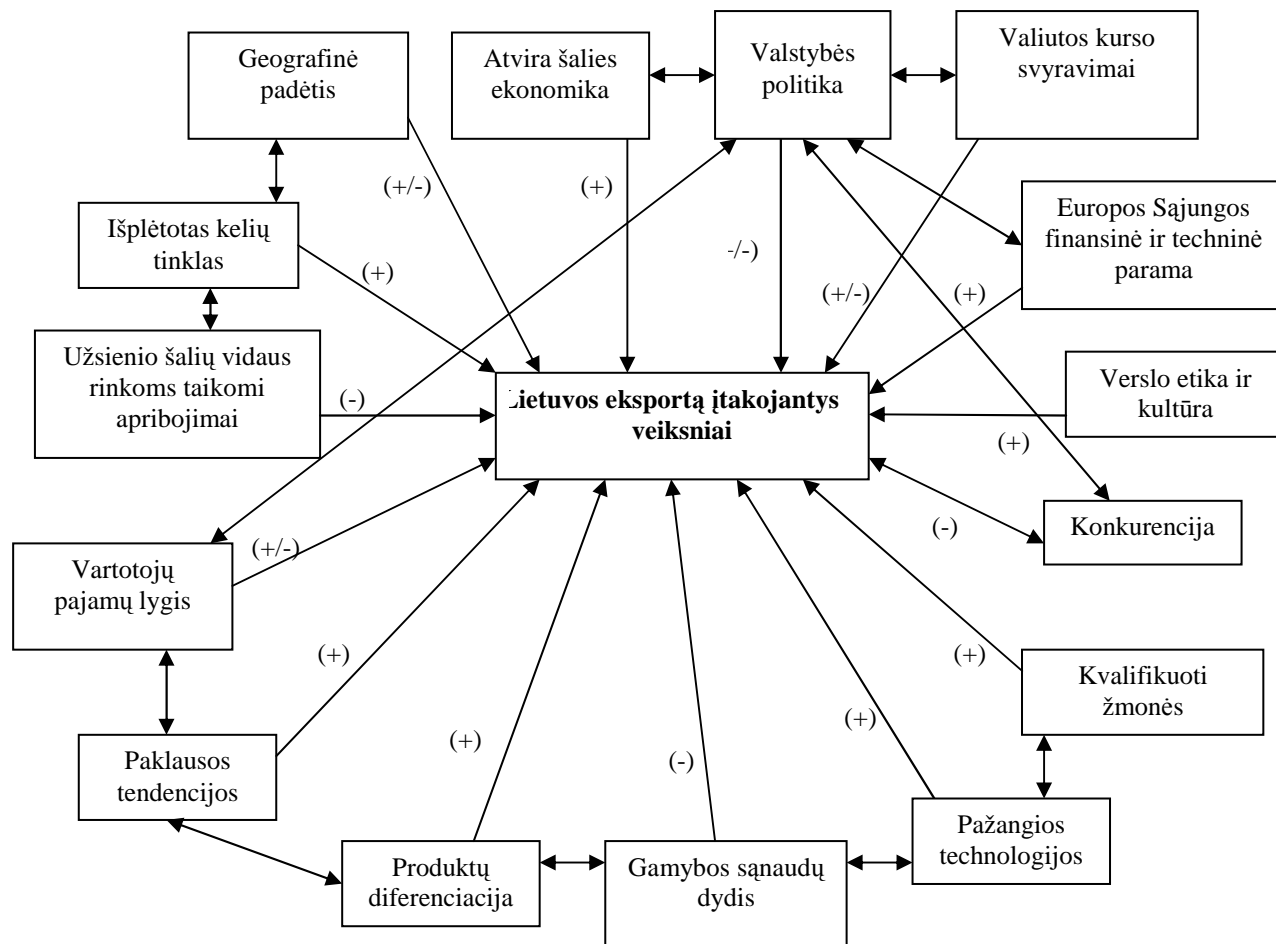 Geografinė
padėtis
Atvira šalies
ekonomika
Valstybės
politika
Valiutos kurso
svyravimai
(+/-)
(+)
-/-)
(+/-)
(+)
Europos Sąjungos
finansinė ir techninė
parama
Išplėtotas kelių
tinklas
(+)
Užsienio šalių vidaus
rinkoms taikomi
apribojimai
(-)
Lietuvos eksportą įtakojantys
veiksniai
Verslo etika ir
kultūra
(+)
Konkurencija
(-)
Vartotojų
pajamų lygis
(+/-)
(+)
Kvalifikuoti
žmonės
(+)
Paklausos
tendencijos
(+)
(-)
(+)
Pažangios
technologijos
Produktų
diferenciacija
Gamybos sąnaudų
dydis